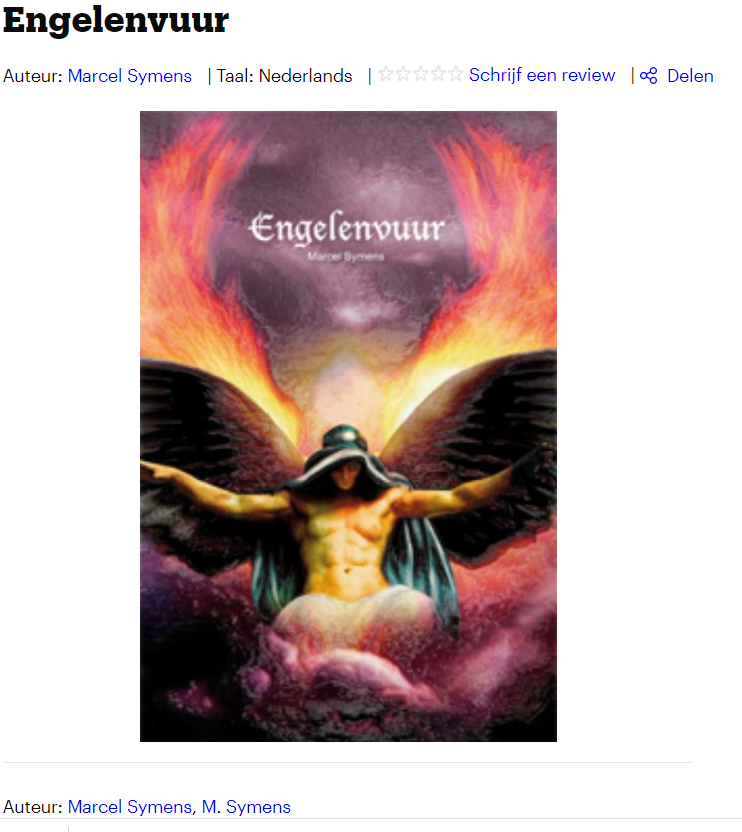 Engelenvuur
Auteur: Marcel Symens | Taal: Nederlands | Schrijf een review | Delen
Engelenvuur
Marcel Symens
Auteur: Marcel Symens, M. Symens